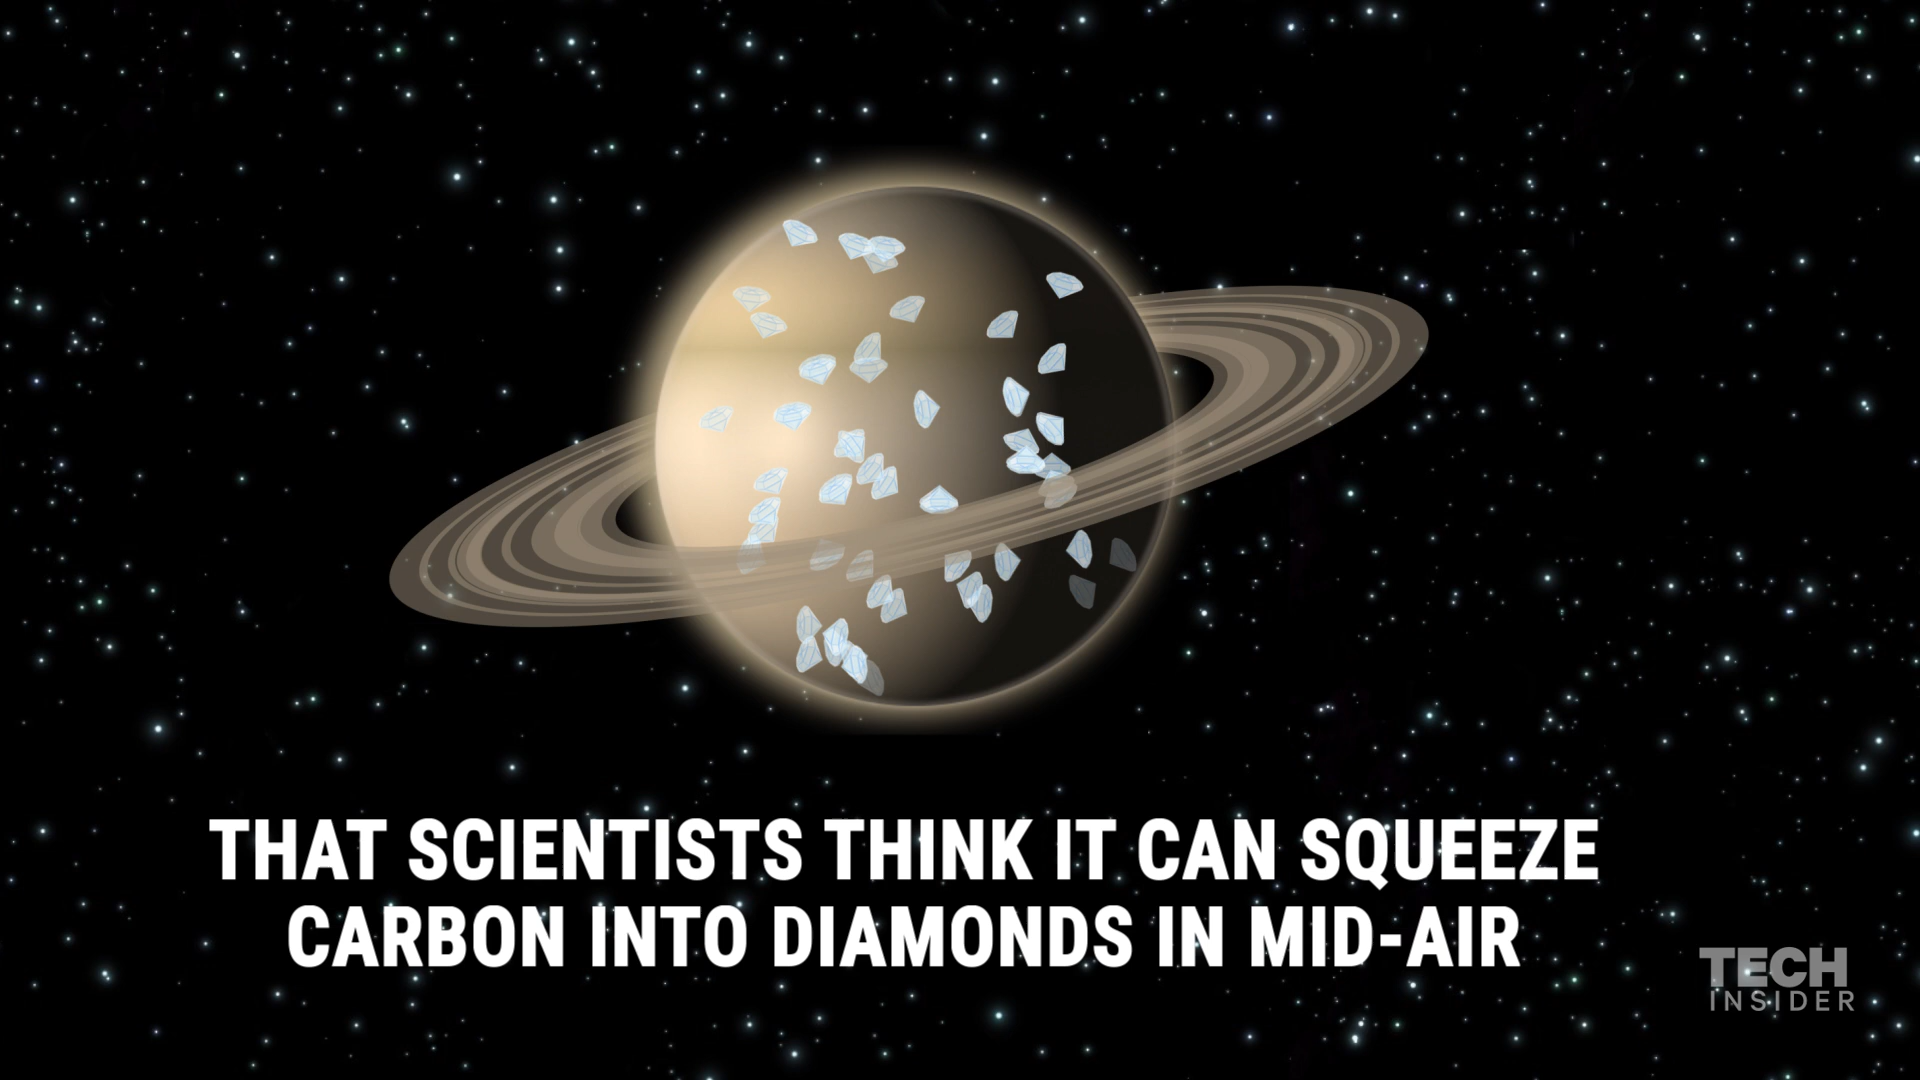 THAT SCIENTISTS THINK IT CAN SQUEEZE
CARBON INTO DIAMONDS IN MID-AIR
TECH
INSIDER